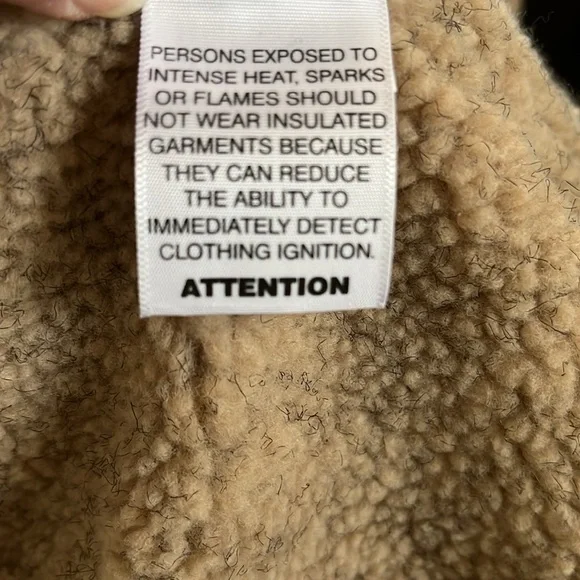 PERSONS EXPOSED TO
INTENSE HEAT, SPARKS
OR FLAMES SHOULD
NOT WEAR INSULATED
GARMENTS BECAUSE
THEY CAN REDUCE
THE ABILITY TO
IMMEDIATELY DETECT
CLOTHING IGNITION.
ATTENTION